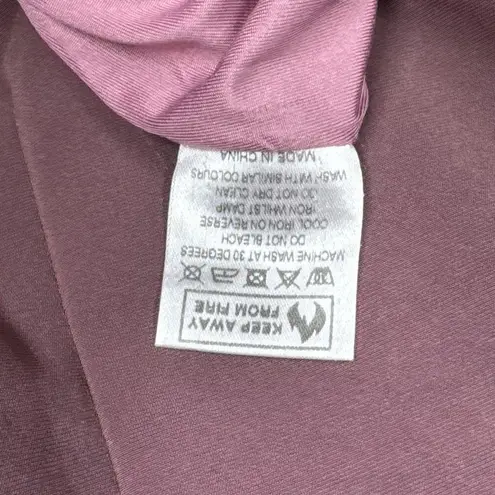 KEEP AWAY
FROM FIRE
MACHINE WASH AT 30 DEGREES
DO NOT BLEACH
COOL IRON ON REVERSE
IRON WHILST DAMP
DO NOT DRY CLEAN
WASH WITH SIMILAR COLOURS
MADE IN CHINA